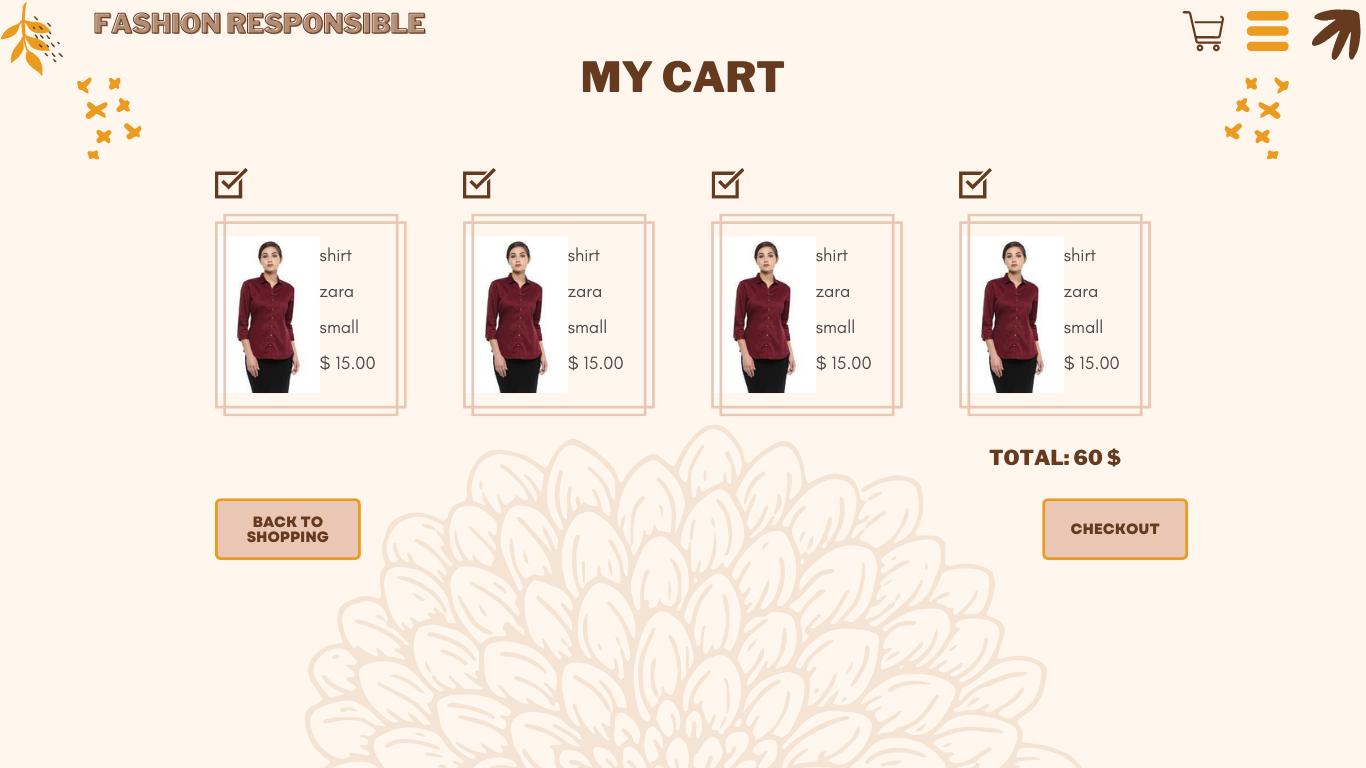 FASHION RESPONSIBLE
MY CART
shirt
zara
small
$ 15.00
shirt
zara
small
$ 15.00
shirt
zara
small
$ 15.00
shirt
zara
small
$ 15.00
TOTAL: 60 $
BACK TO
SHOPPING
CHECKOUT